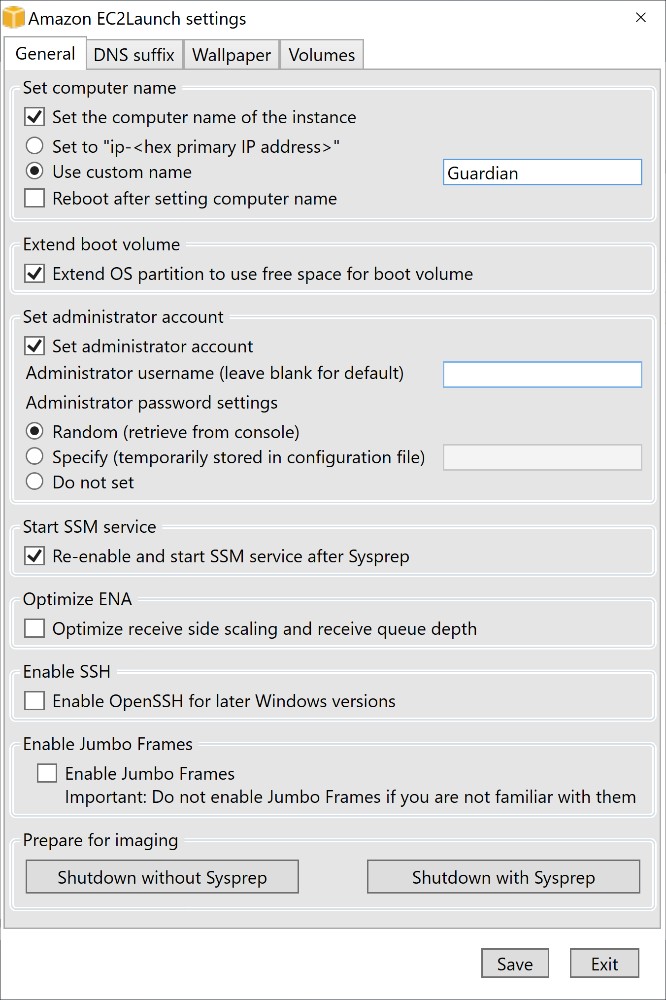 Amazon EC2Launch settings
General
DNS suffix
Wallpaper
Volumes
Set computer name
Set the computer name of the instance
Set to "ip-<hex primary IP address>"
Use custom name
Guardian
Reboot after setting computer name
Extend boot volume
Extend OS partition to use free space for boot volume
Set administrator account
Set administrator account
Administrator username (leave blank for default)
Administrator password settings
Random (retrieve from console)
Specify (temporarily stored in configuration file)
Do not set
Start SSM service
Re-enable and start SSM service after Sysprep
Optimize ENA
Optimize receive side scaling and receive queue depth
Enable SSH
Enable OpenSSH for later Windows versions
Enable Jumbo Frames
Enable Jumbo Frames
Important: Do not enable Jumbo Frames if you are not familiar with them
Prepare for imaging
Shutdown without Sysprep
Shutdown with Sysprep
Save
Exit